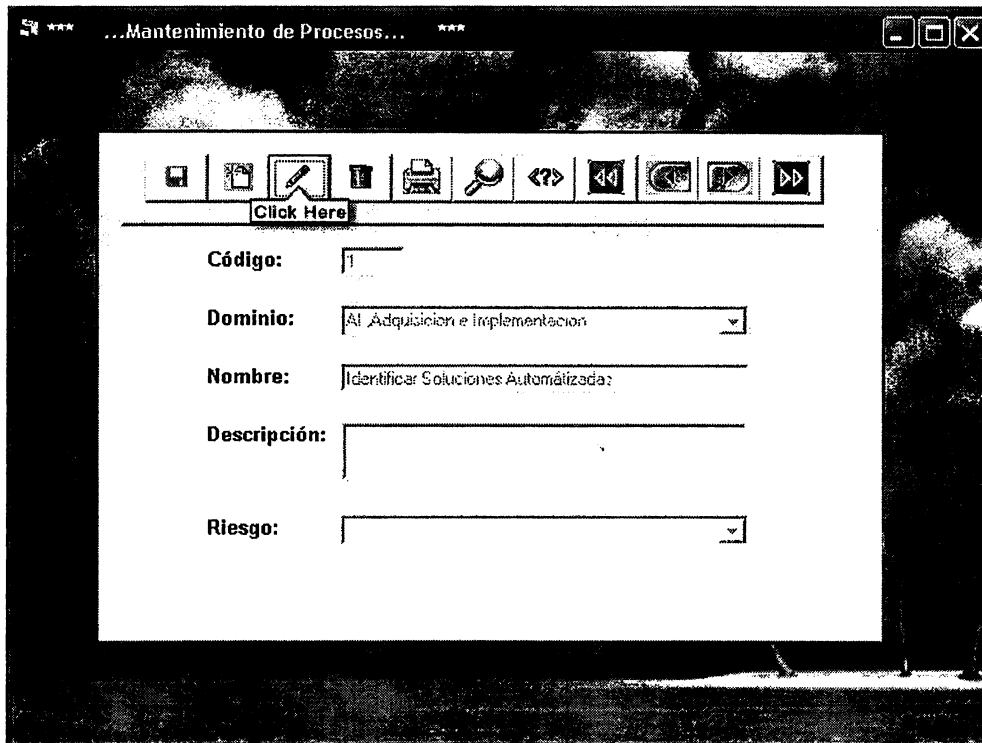 *** ...Mantenimiento de Procesos... ***
«?»
Click Here
Código: 1
Dominio: AI ,Adquisicion e Implementacion
Nombre: Identificar Soluciones Automátizadas
Descripción:
Riesgo: